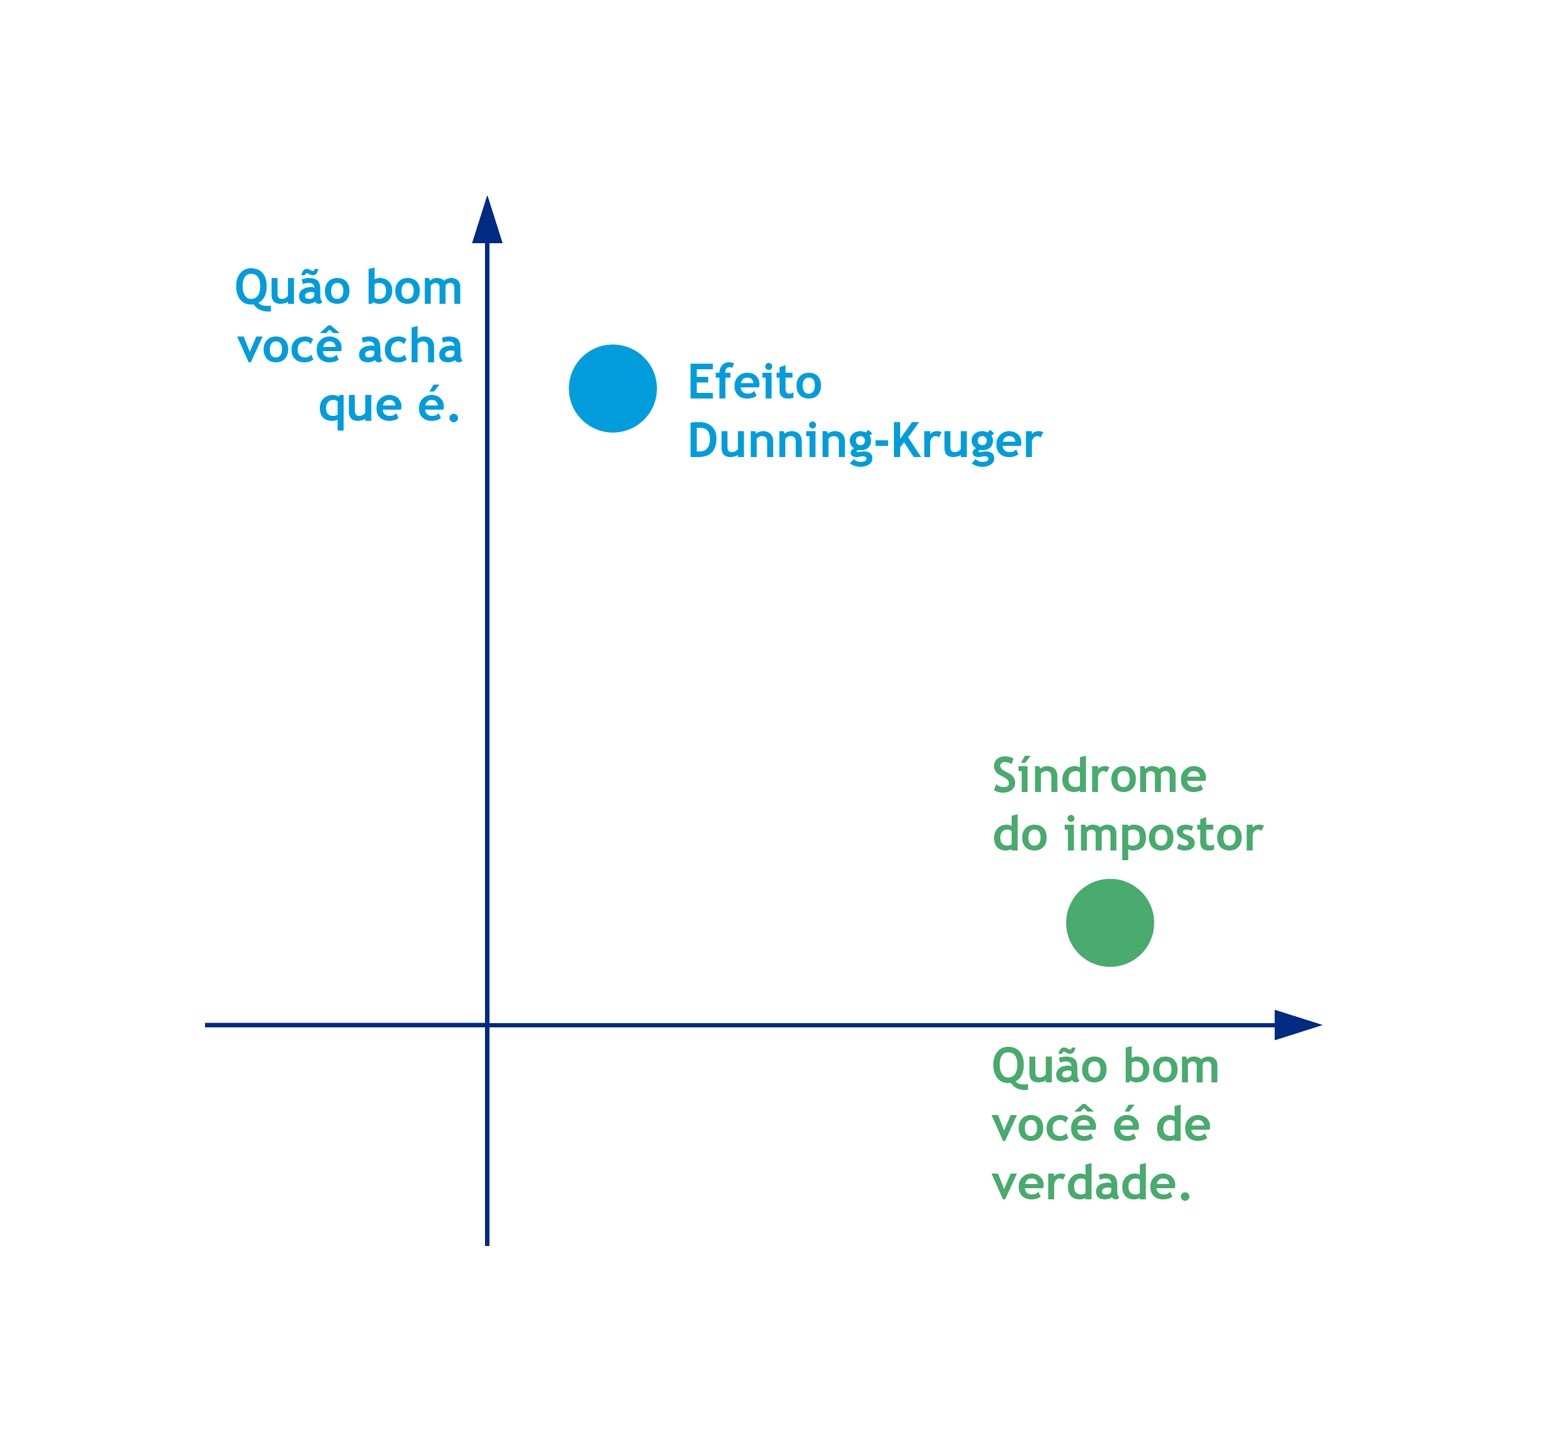 Quão bom
você acha
que é.
Efeito
Dunning-Kruger
Síndrome
do impostor
Quão bom
você é de
verdade.